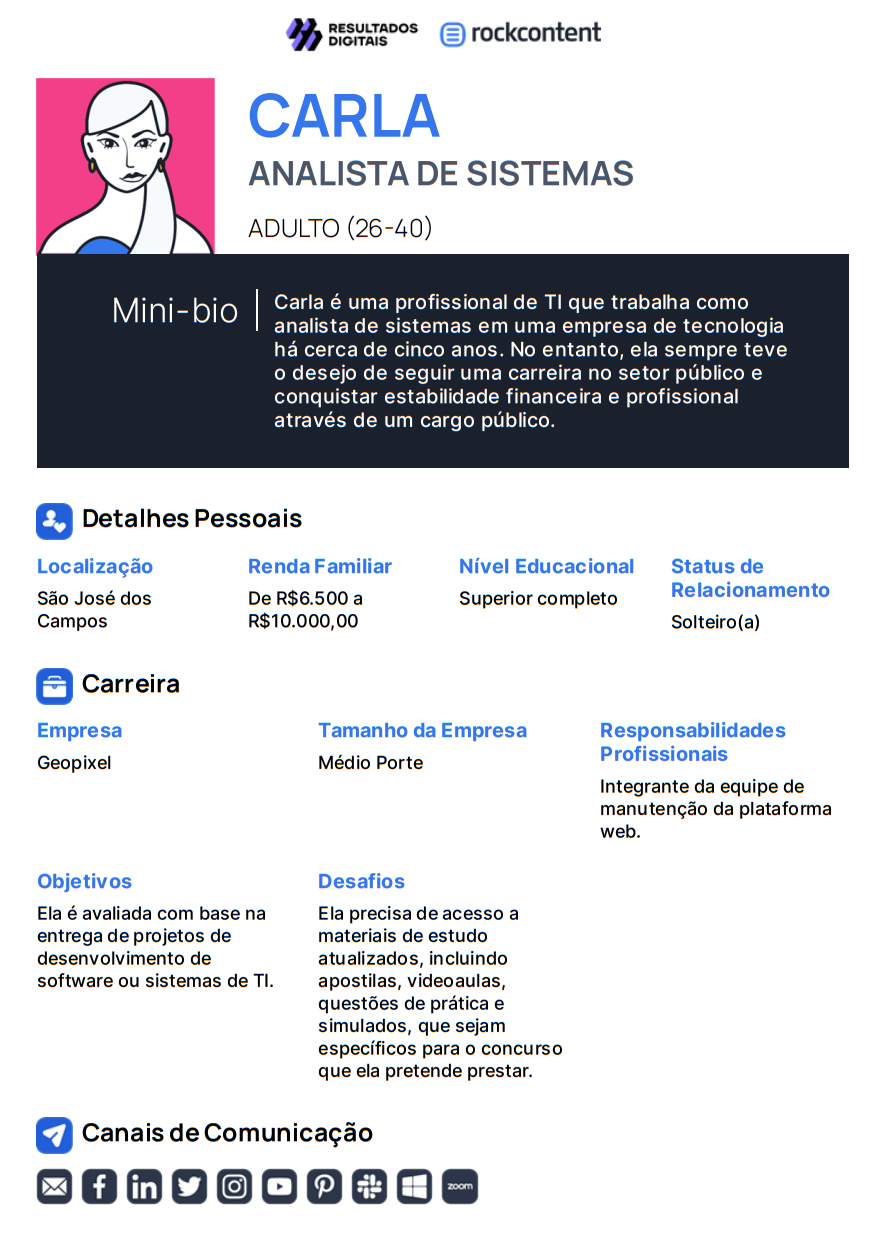 RESULTADOS
DIGITAIS
rockcontent
CARLA
ANALISTA DE SISTEMAS
ADULTO (26-40)
Mini-bio
Carla é uma profissional de TI que trabalha como
analista de sistemas em uma empresa de tecnologia
há cerca de cinco anos. No entanto, ela sempre teve
o desejo de seguir uma carreira no setor público e
conquistar estabilidade financeira e profissional
através de um cargo público.
Detalhes Pessoais
Localização
São José dos
Campos
Renda Familiar
De R$6.500 a
R$10.000,00
Nível Educacional
Superior completo
Status de
Relacionamento
Solteiro(a)
Carreira
Empresa
Geopixel
Tamanho da Empresa
Médio Porte
Responsabilidades
Profissionais
Integrante da equipe de
manutenção da plataforma
web.
Objetivos
Ela é avaliada com base na
entrega de projetos de
desenvolvimento de
software ou sistemas de TI.
Desafios
Ela precisa de acesso a
materiais de estudo
atualizados, incluindo
apostilas, videoaulas,
questões de prática e
simulados, que sejam
específicos para o concurso
que ela pretende prestar.
Canais de Comunicação
zoom